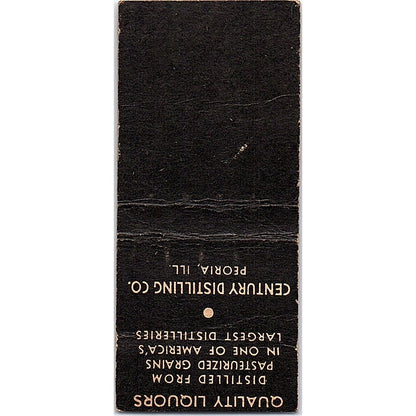 QUALITY LIQUORS
DISTILLED FROM
PASTEURIZED GRAINS
IN ONE OF AMERICA'S
LARGEST DISTILLERIES
CENTURY DISTILLING CO.
PEORIA, ILL.